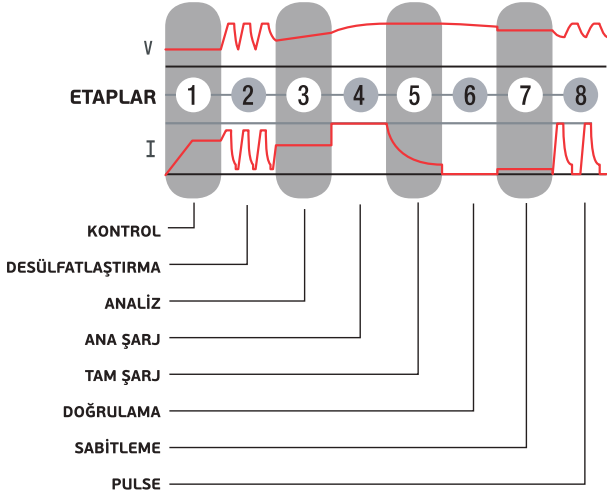 V
ETAPLAR 1 2 3 4 5 6 7 8
I
KONTROL
DESÜLFATLAŞTIRMA
ANALİZ
ANA ŞARJ
TAM ŞARJ
DOĞRULAMA
SABİTLEME
PULSE